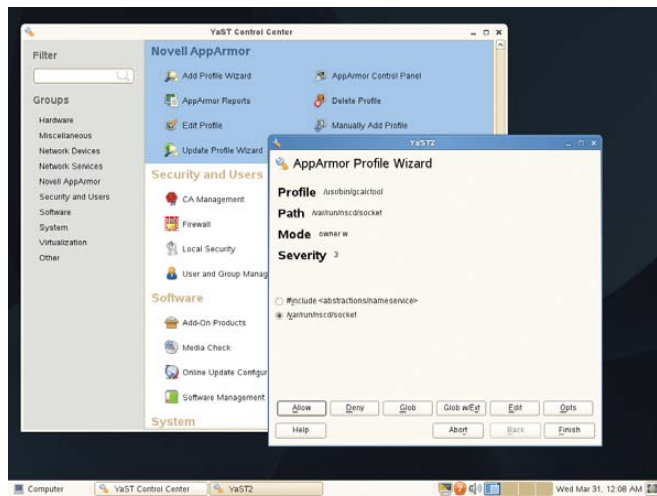 YaST Control Center
Filter
Groups
Hardware
Miscellaneous
Network Devices
Network Services
Novell AppArmor
Security and Users
Software
System
Virtualization
Other
Novell AppArmor
Add Profile Wizard
AppArmor Control Panel
AppArmor Reports
Delete Profile
Edit Profile
Manually Add Profile
Update Profile Wizard
Security and Users
CA Management
Firewall
Local Security
User and Group Manag
Software
Add-On Products
Media Check
Online Update Configur
Software Management
System
YaST2
AppArmor Profile Wizard
Profile /usr/bin/gcalctool
Path /var/run/nscd/socket
Mode owner w
Severity 3
#include <abstractions/nameservice>
/var/run/nscd/socket
Allow Deny Glob Glob w/Ext Edit Opts
Help Abort Back Finish
Computer YaST Control Center YaST2 Wed Mar 31, 12:08 AM